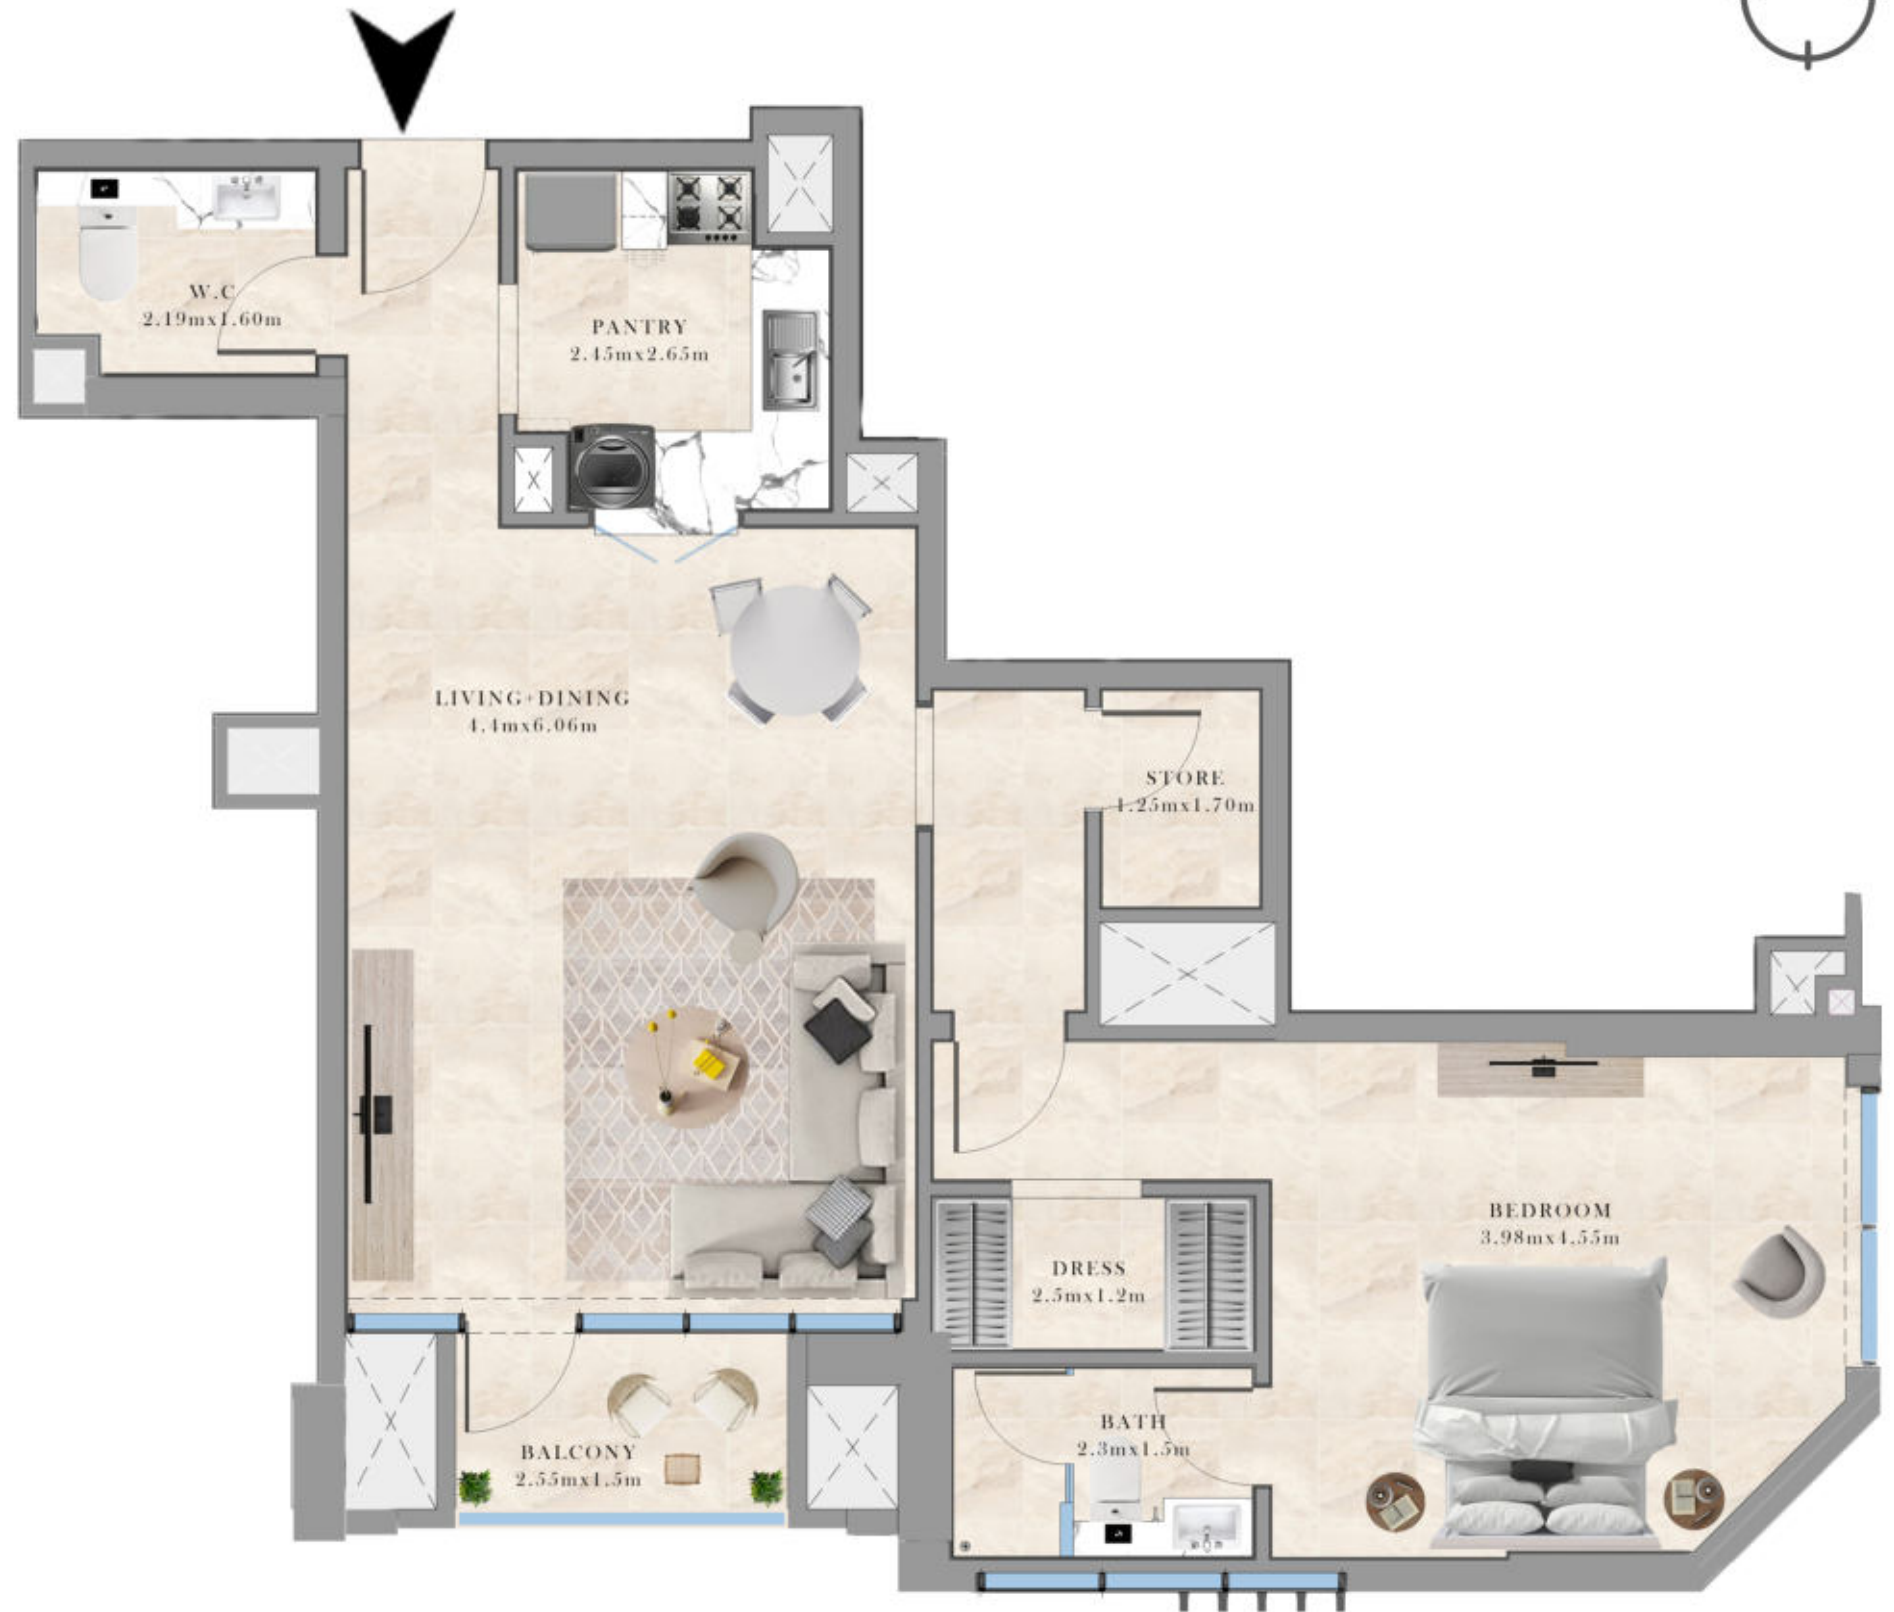 W.C
2.19mx1.60m
PANTRY
2.45mx2.65m
LIVING+DINING
4.4mx6.06m
STORE
1.25mx1.70m
BEDROOM
3.98mx4.55m
DRESS
2.5mx1.2m
BATH
2.3mx1.5m
BALCONY
2.55mx1.5m